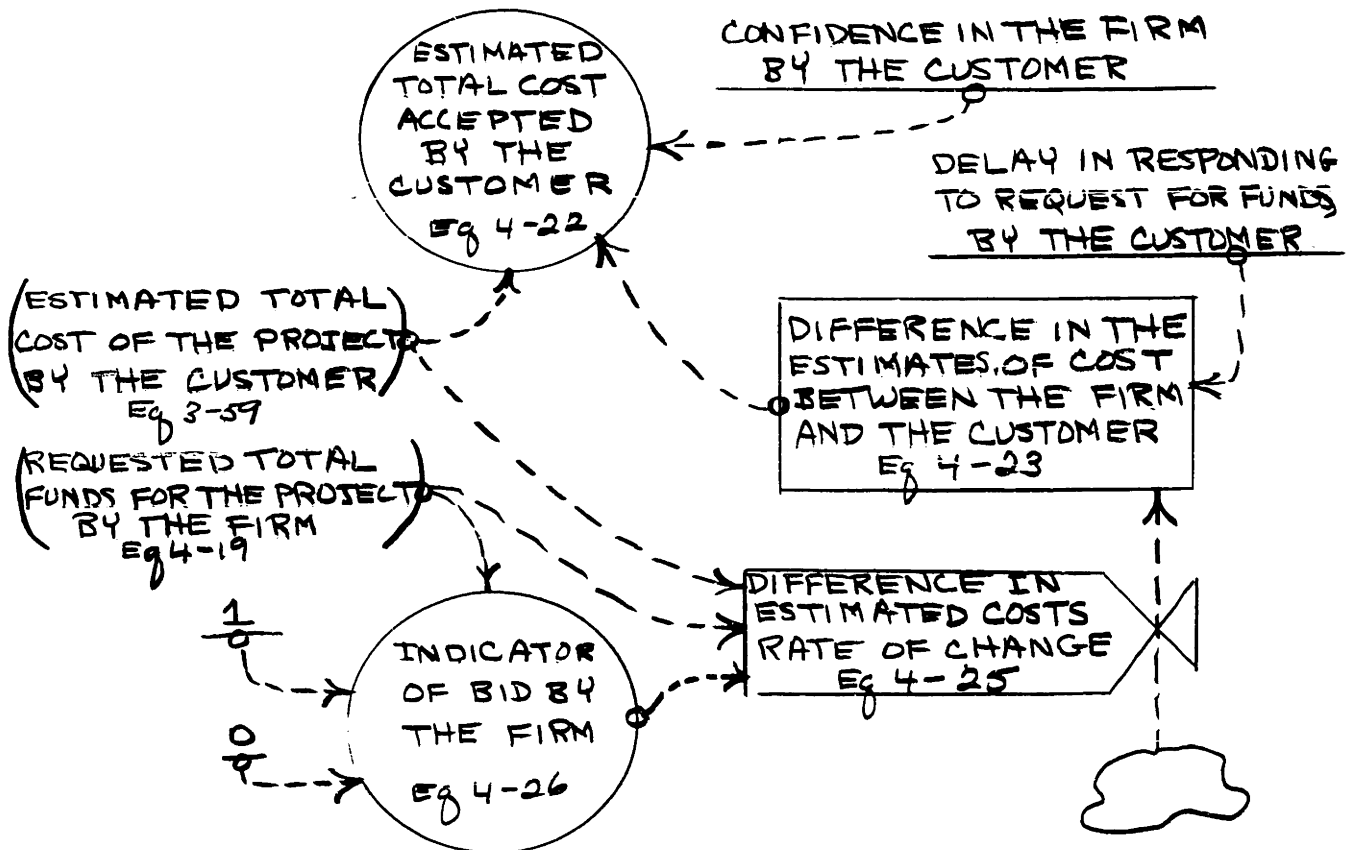 ESTIMATED
TOTAL COST
ACCEPTED
BY THE
CUSTOMER
Eq 4-22
CONFIDENCE IN THE FIRM
BY THE CUSTOMER
DELAY IN RESPONDING
TO REQUEST FOR FUNDS
BY THE CUSTOMER
(ESTIMATED TOTAL
COST OF THE PROJECT
BY THE CUSTOMER)
Eq 3-59
DIFFERENCE IN THE
ESTIMATES OF COST
BETWEEN THE FIRM
AND THE CUSTOMER
Eq 4-23
(REQUESTED TOTAL
FUNDS FOR THE PROJECT
BY THE FIRM)
Eq 4-19
DIFFERENCE IN
ESTIMATED COSTS
RATE OF CHANGE
Eq 4-25
1
0
INDICATOR
OF BID BY
THE FIRM
Eq 4-26